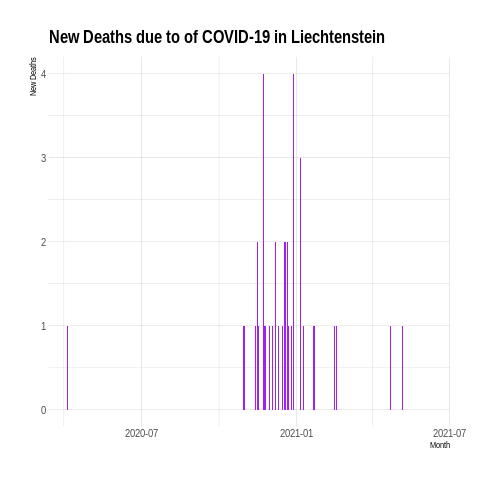 New Deaths due to of COVID-19 in Liechtenstein
New Deaths
4
3
2
1
0
2020-07
2021-01
2021-07
Month